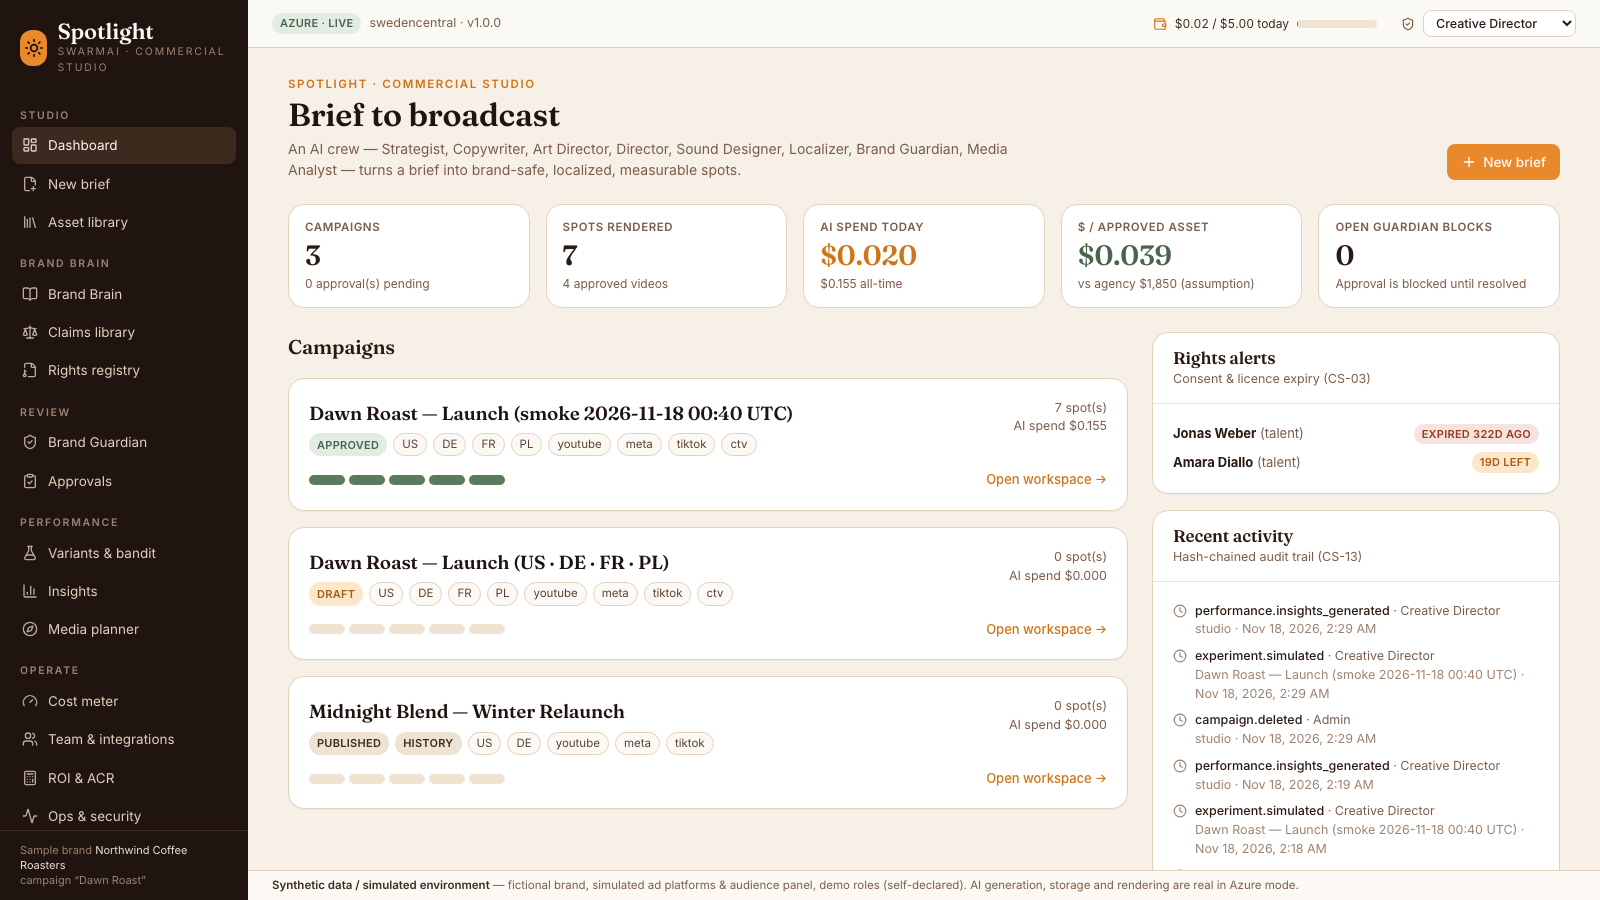 Spotlight
SWARMAI · COMMERCIAL
STUDIO
STUDIO
Dashboard
New brief
Asset library
BRAND BRAIN
Brand Brain
Claims library
Rights registry
REVIEW
Brand Guardian
Approvals
PERFORMANCE
Variants & bandit
Insights
Media planner
OPERATE
Cost meter
Team & integrations
ROI & ACR
Ops & security
Sample brand Northwind Coffee
Roasters
campaign “Dawn Roast”
AZURE · LIVE swedencentral · v1.0.0
$0.02 / $5.00 today
Creative Director
SPOTLIGHT · COMMERCIAL STUDIO
Brief to broadcast
An AI crew — Strategist, Copywriter, Art Director, Director, Sound Designer, Localizer, Brand Guardian, Media
Analyst — turns a brief into brand-safe, localized, measurable spots.
New brief
CAMPAIGNS
3
0 approval(s) pending
SPOTS RENDERED
7
4 approved videos
AI SPEND TODAY
$0.020
$0.155 all-time
$ / APPROVED ASSET
$0.039
vs agency $1,850 (assumption)
OPEN GUARDIAN BLOCKS
0
Approval is blocked until resolved
Campaigns
Dawn Roast — Launch (smoke 2026-11-18 00:40 UTC)
APPROVED US DE FR PL youtube meta tiktok ctv
7 spot(s)
AI spend $0.155
Open workspace →
Dawn Roast — Launch (US · DE · FR · PL)
DRAFT US DE FR PL youtube meta tiktok ctv
0 spot(s)
AI spend $0.000
Open workspace →
Midnight Blend — Winter Relaunch
PUBLISHED HISTORY US DE youtube meta tiktok
0 spot(s)
AI spend $0.000
Open workspace →
Rights alerts
Consent & licence expiry (CS-03)
Jonas Weber (talent) EXPIRED 322D AGO
Amara Diallo (talent) 19D LEFT
Recent activity
Hash-chained audit trail (CS-13)
performance.insights_generated · Creative Director
studio · Nov 18, 2026, 2:29 AM
experiment.simulated · Creative Director
Dawn Roast — Launch (smoke 2026-11-18 00:40 UTC) ·
Nov 18, 2026, 2:29 AM
campaign.deleted · Admin
studio · Nov 18, 2026, 2:29 AM
performance.insights_generated · Creative Director
studio · Nov 18, 2026, 2:19 AM
experiment.simulated · Creative Director
Dawn Roast — Launch (smoke 2026-11-18 00:40 UTC) ·
Nov 18, 2026, 2:18 AM
Synthetic data / simulated environment — fictional brand, simulated ad platforms & audience panel, demo roles (self-declared). AI generation, storage and rendering are real in Azure mode.